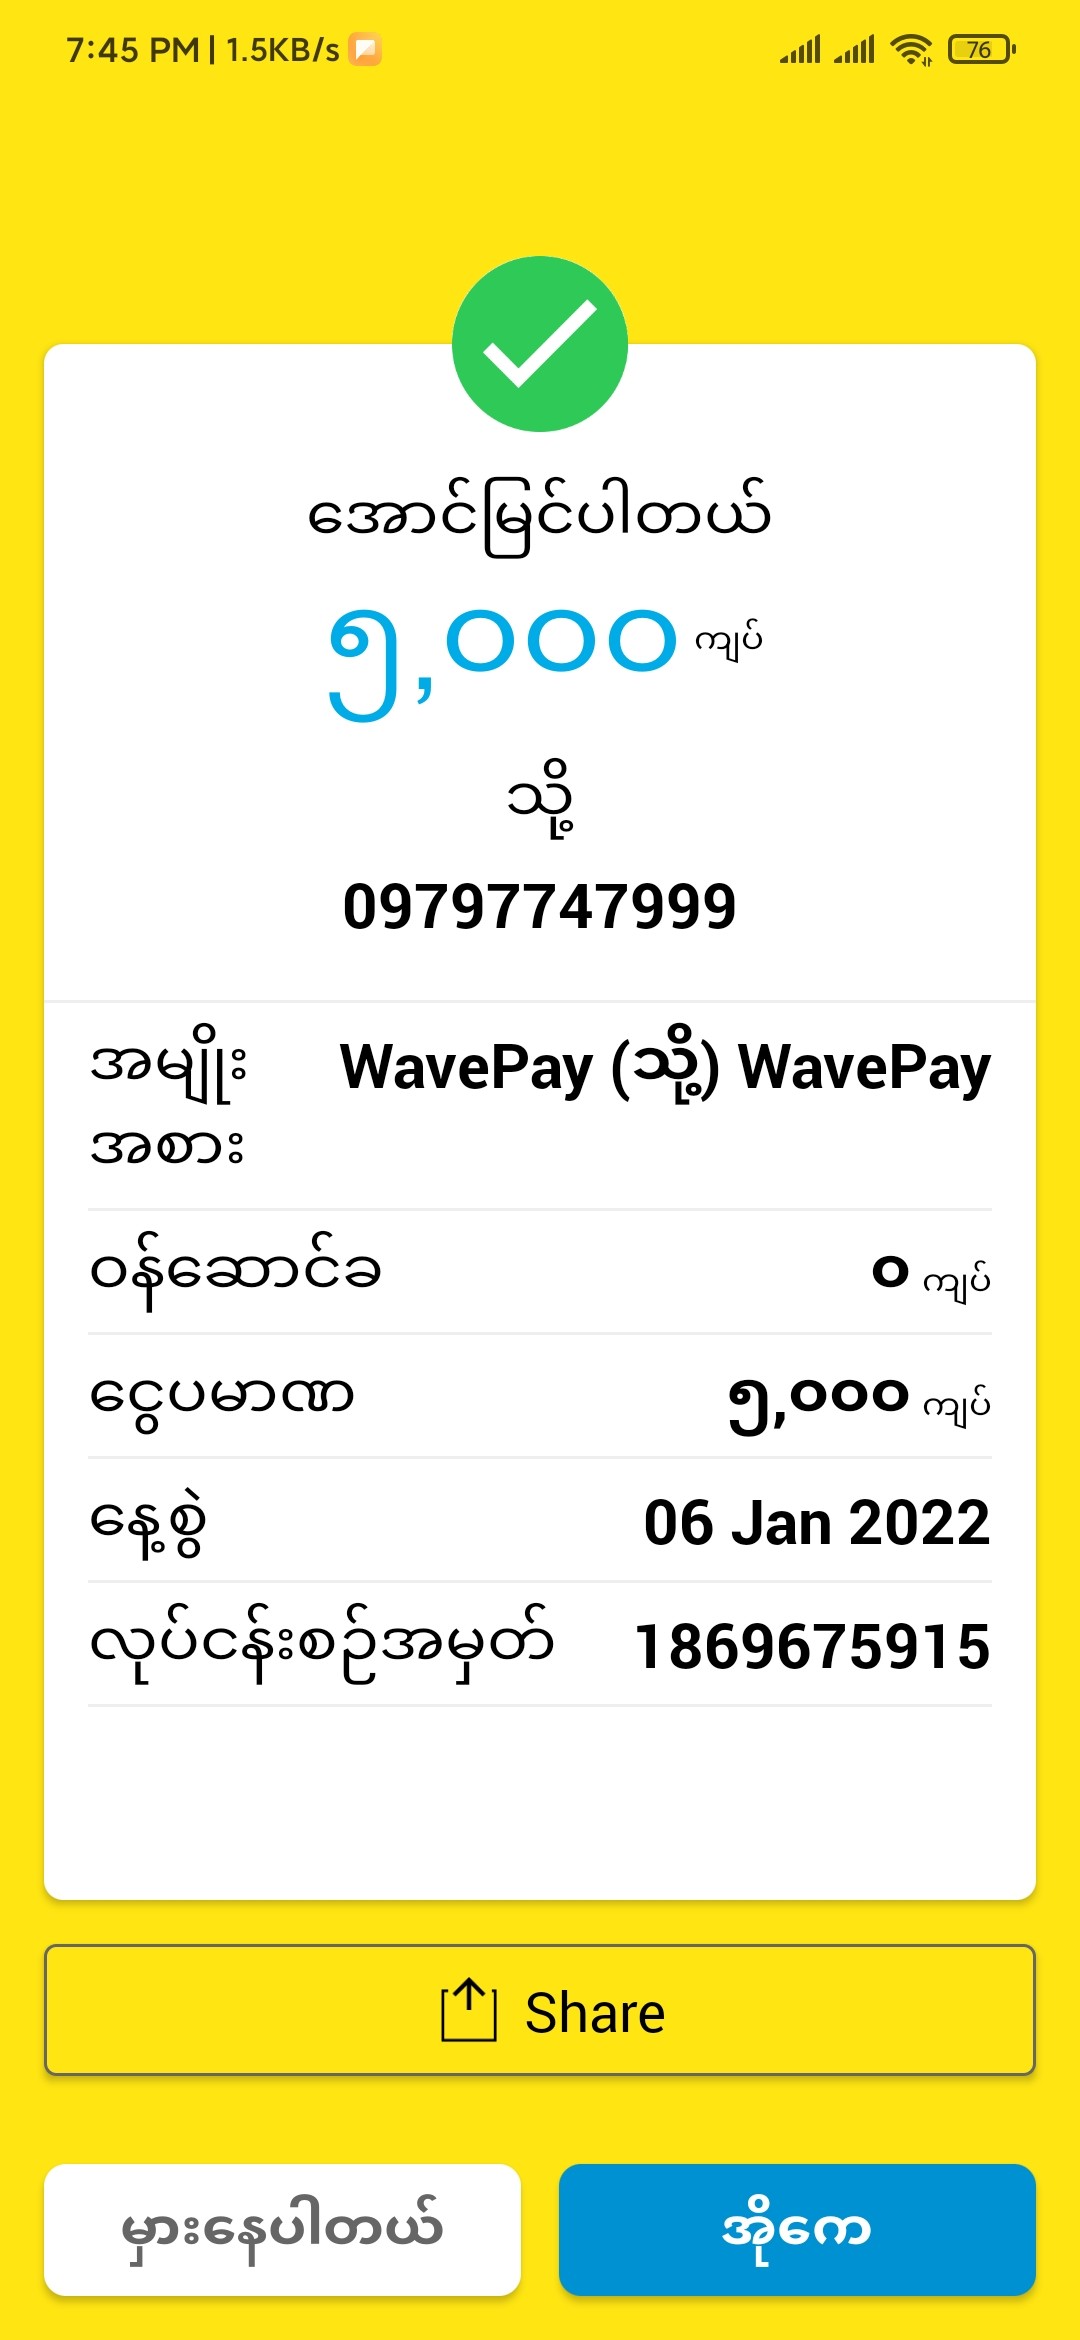 7:45 PM | 1.5KB/s 76
အောင်မြင်ပါတယ်
၅,၀၀၀ ကျပ်
သို့
09797747999
အမျိုး WavePay (သို့) WavePay
အစား
ဝန်ဆောင်ခ ၀ ကျပ်
ငွေပမာဏ ၅,၀၀၀ ကျပ်
နေ့စွဲ 06 Jan 2022
လုပ်ငန်းစဉ်အမှတ် 1869675915
Share
မှားနေပါတယ် အိုကေ